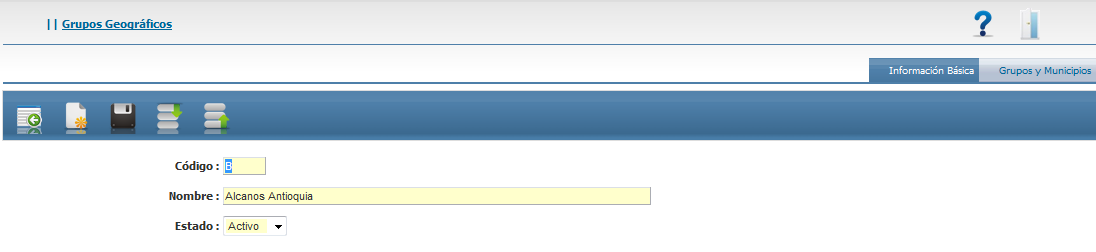 || Grupos Geográficos
Información Básica Grupos y Municipios
Código : B
Nombre : Alcanos Antioquia
Estado : Activo